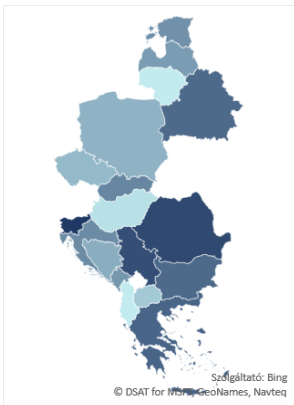 Szolgáltató: Bing
© DSAT for MSFT, GeoNames, Navteq